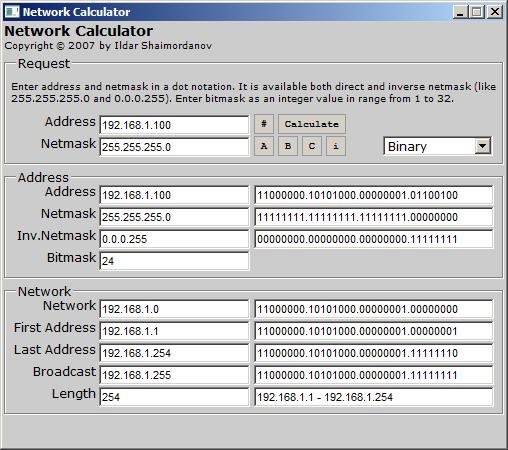 Network Calculator
Network Calculator
Copyright © 2007 by Ildar Shaimordanov
Request
Enter address and netmask in a dot notation. It is available both direct and inverse netmask (like
255.255.255.0 and 0.0.0.255). Enter bitmask as an integer value in range from 1 to 32.
Address 192.168.1.100 # Calculate
Netmask 255.255.255.0 A B C i Binary
Address
Address 192.168.1.100 11000000.10101000.00000001.01100100
Netmask 255.255.255.0 11111111.11111111.11111111.00000000
Inv.Netmask 0.0.0.255 00000000.00000000.00000000.11111111
Bitmask 24
Network
Network 192.168.1.0 11000000.10101000.00000001.00000000
First Address 192.168.1.1 11000000.10101000.00000001.00000001
Last Address 192.168.1.254 11000000.10101000.00000001.11111110
Broadcast 192.168.1.255 11000000.10101000.00000001.11111111
Length 254 192.168.1.1 - 192.168.1.254